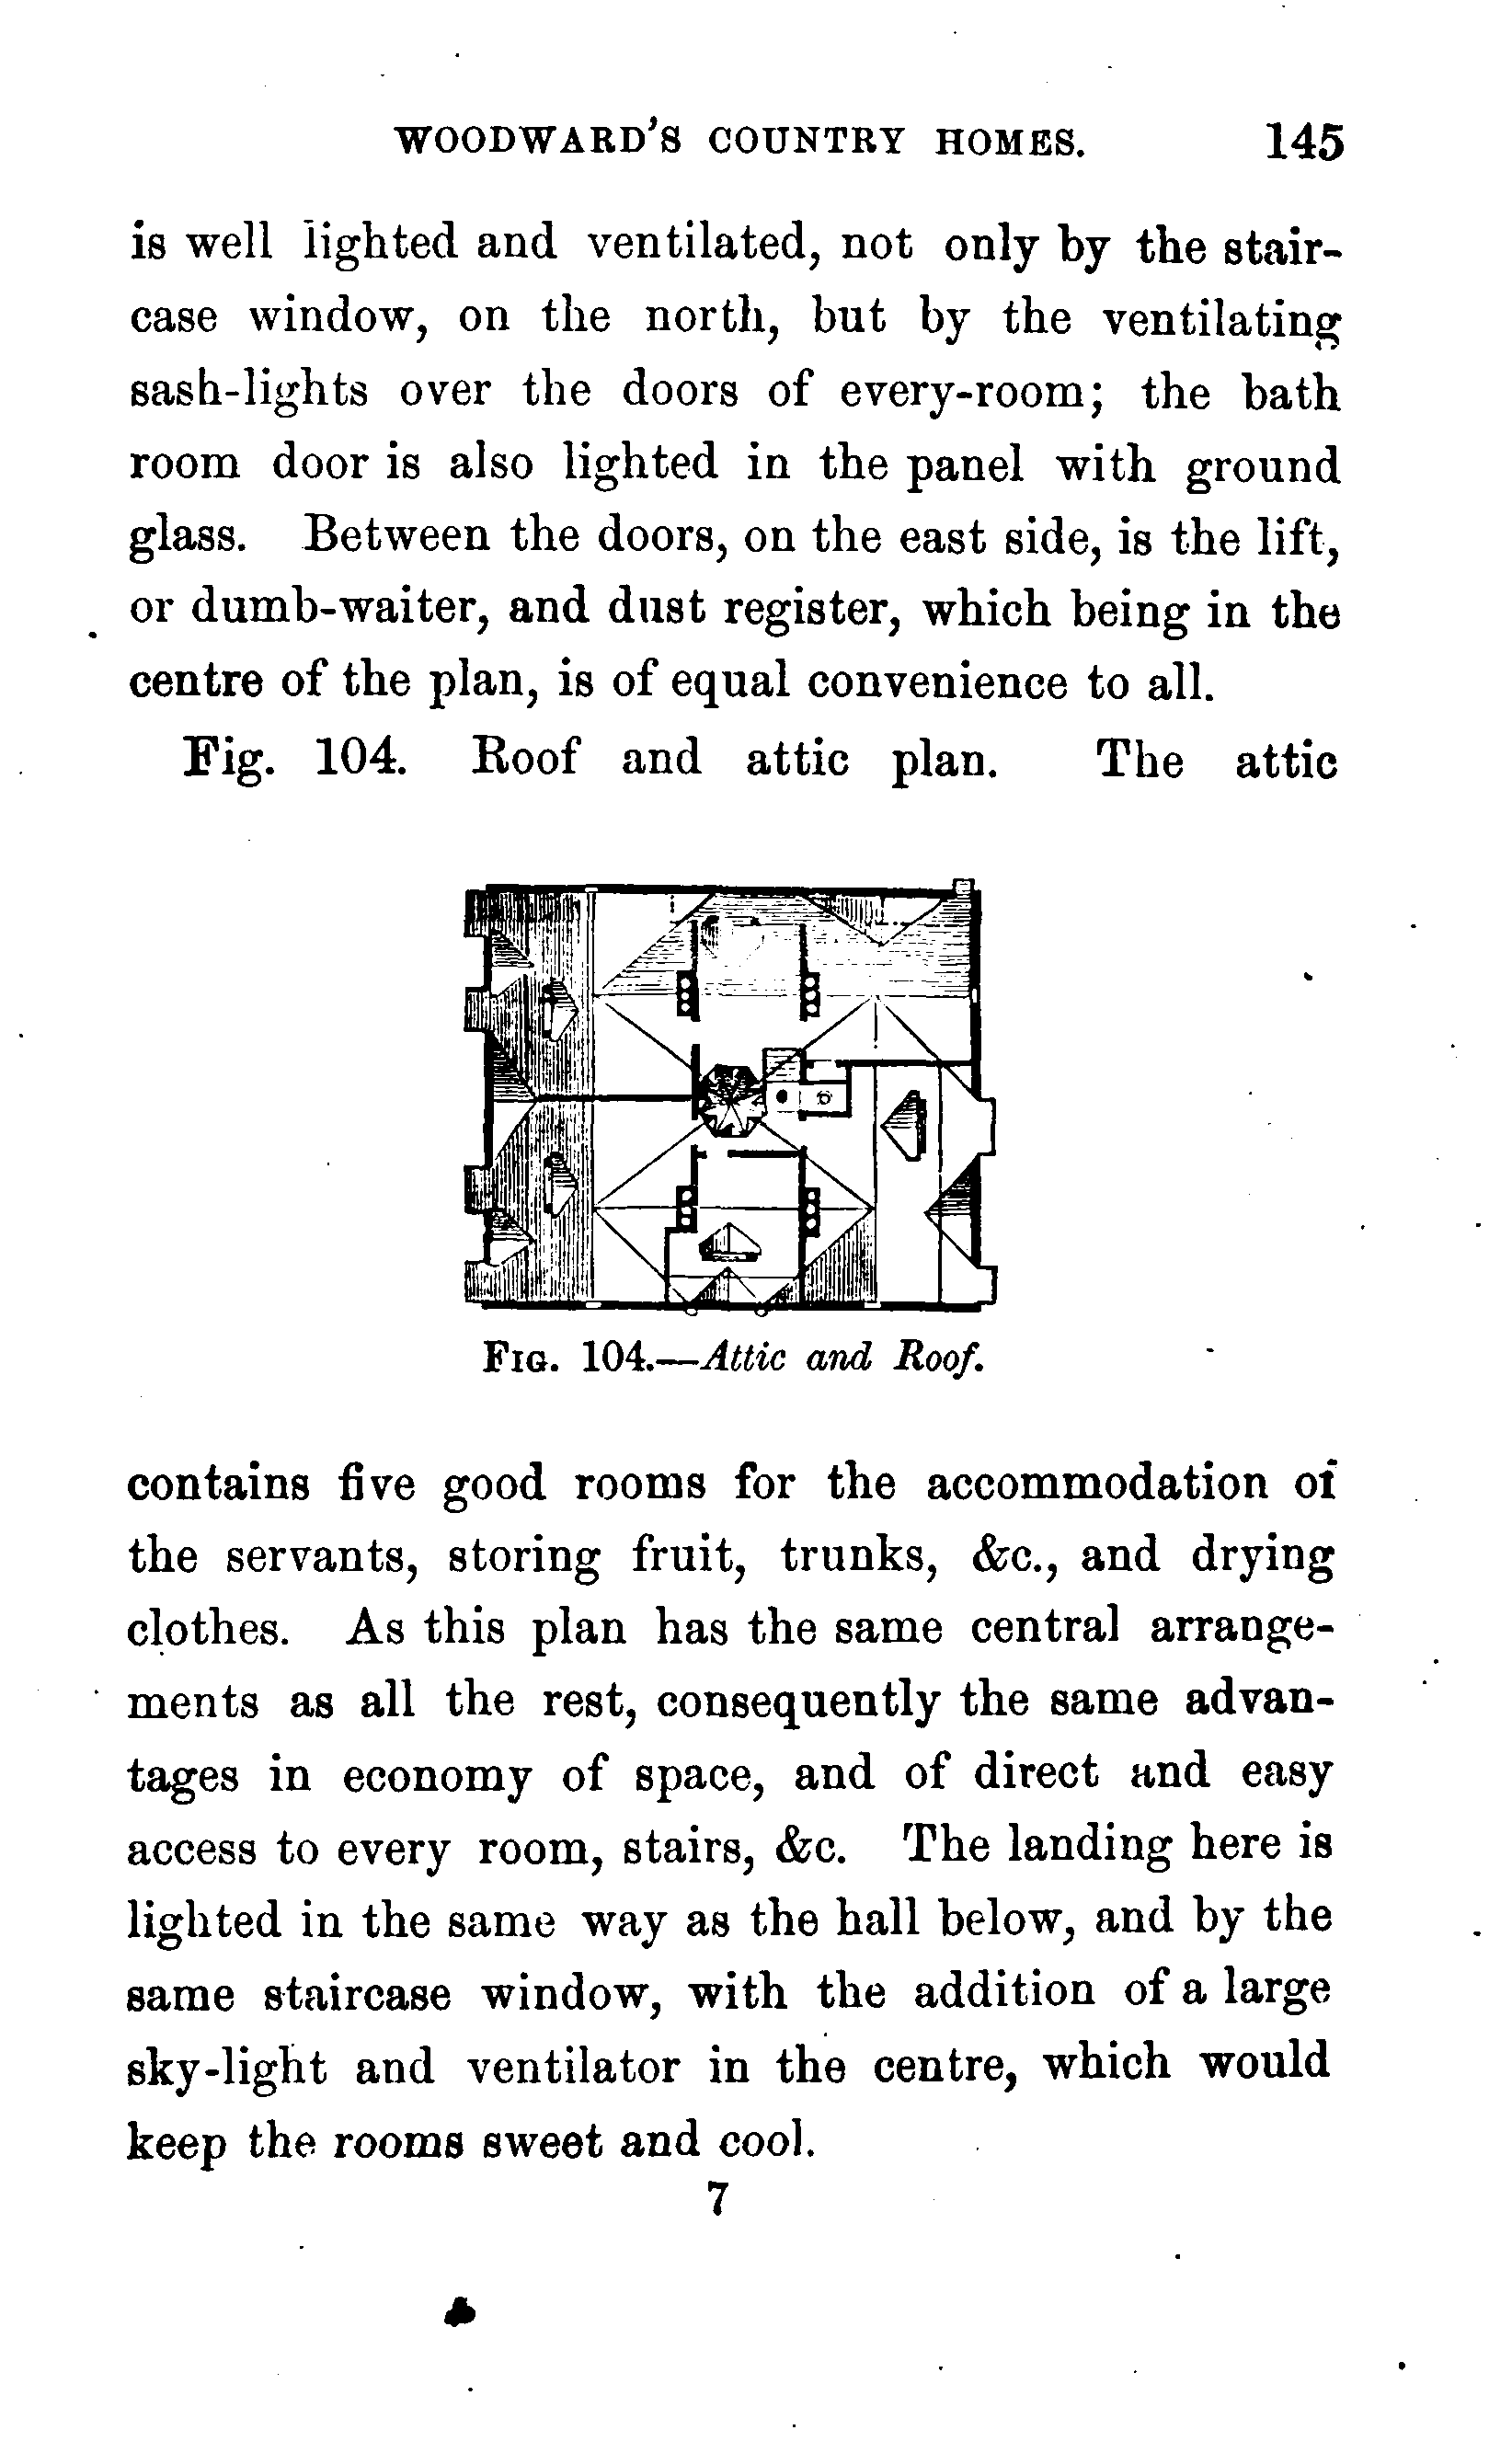 WOODWARD'S COUNTRY HOMES. 145
is well lighted and ventilated, not only by the stair-
case window, on the north, but by the ventilating
sash-lights over the doors of every-room; the bath
room door is also lighted in the panel with ground
glass. Between the doors, on the east side, is the lift,
or dumb-waiter, and dust register, which being in the
centre of the plan, is of equal convenience to all.
Fig. 104. Roof and attic plan. The attic
FIG. 104.—Attic and Roof.
contains five good rooms for the accommodation of
the servants, storing fruit, trunks, &c., and drying
clothes. As this plan has the same central arrange-
ments as all the rest, consequently the same advan-
tages in economy of space, and of direct and easy
access to every room, stairs, &c. The landing here is
lighted in the same way as the hall below, and by the
same staircase window, with the addition of a large
sky-light and ventilator in the centre, which would
keep the rooms sweet and cool.
7